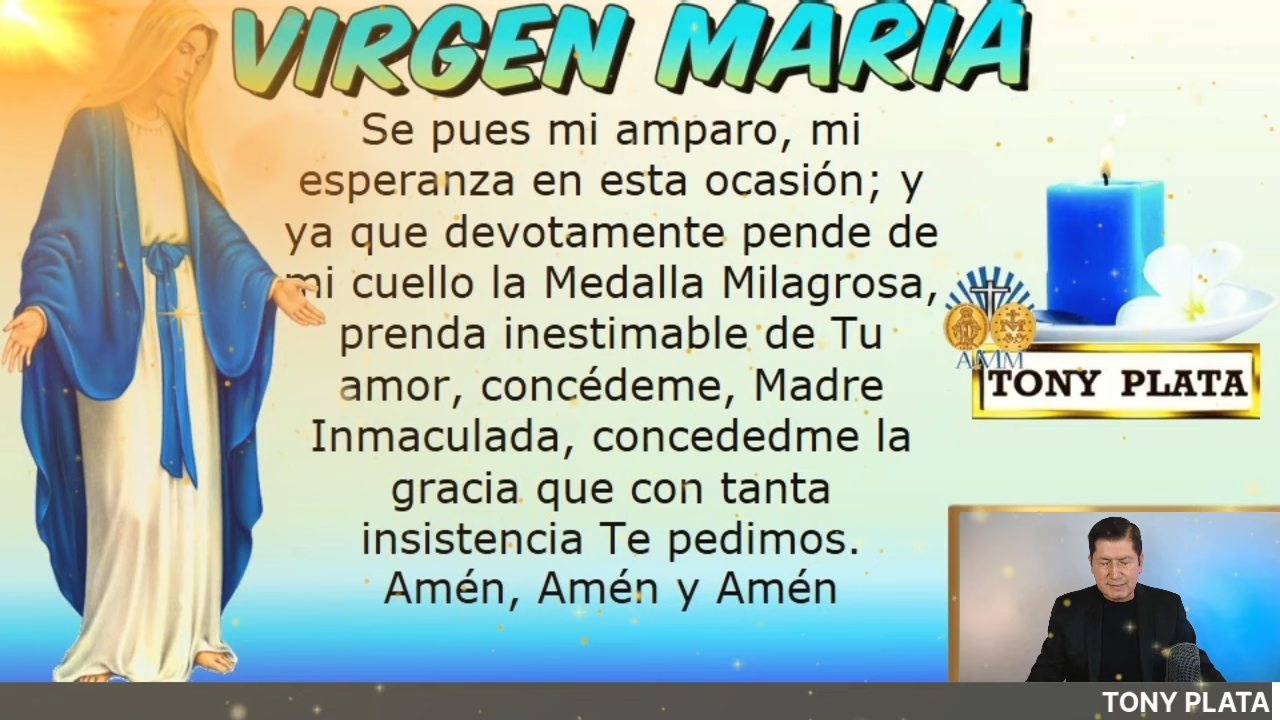 VIRGEN MARIA
Se pues mi amparo, mi
esperanza en esta ocasión; y
ya que devotamente pende de
mi cuello la Medalla Milagrosa,
prenda inestimable de Tu
amor, concédeme, Madre
Inmaculada, concededme la
gracia que con tanta
insistencia Te pedimos.
Amén, Amén y Amén
AMM
TONY PLATA
TONY PLATA